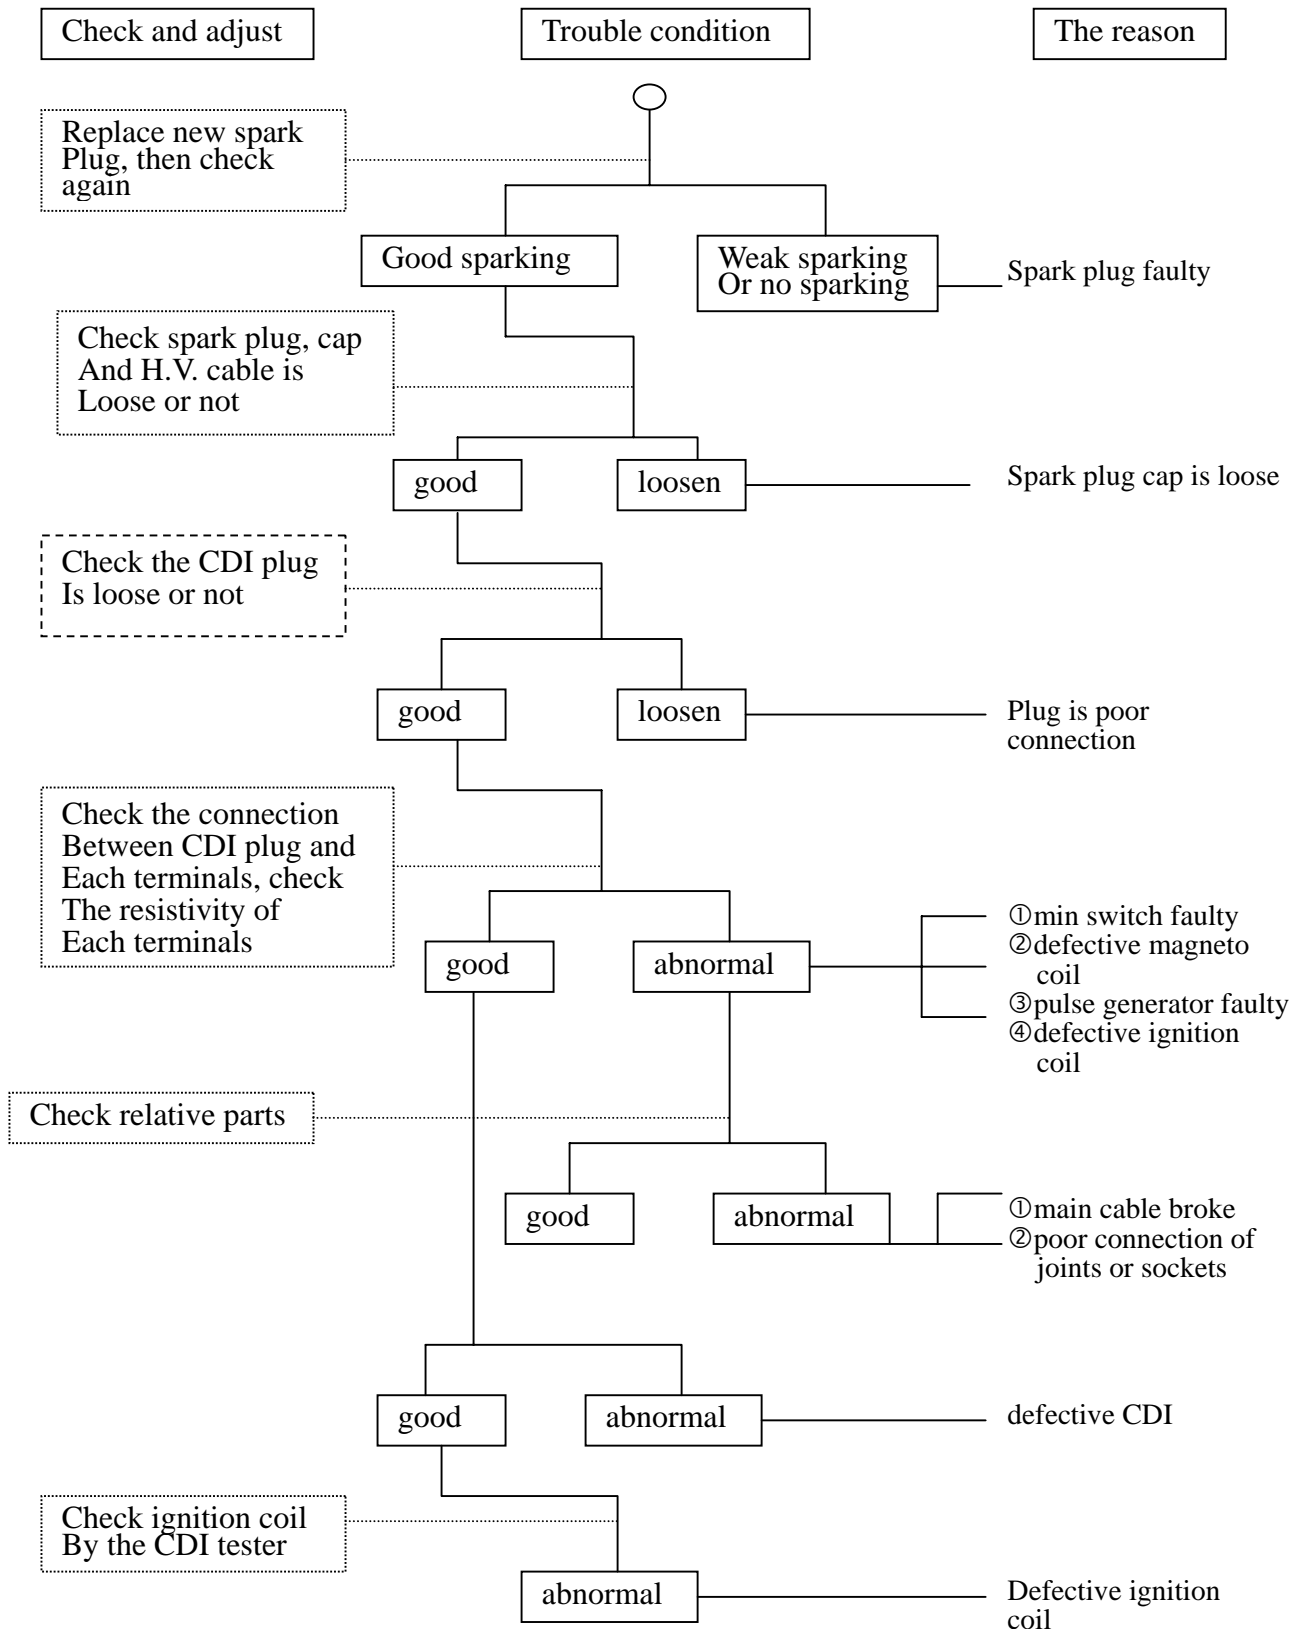 Check and adjust
Trouble condition
The reason
Replace new spark
Plug, then check
again
Good sparking
Weak sparking
Or no sparking
Spark plug faulty
Check spark plug, cap
And H.V. cable is
Loose or not
good
loosen
Spark plug cap is loose
Check the CDI plug
Is loose or not
good
loosen
Plug is poor
connection
Check the connection
Between CDI plug and
Each terminals, check
The resistivity of
Each terminals
good
abnormal
①min switch faulty
②defective magneto
coil
③pulse generator faulty
④defective ignition
coil
Check relative parts
good
abnormal
①main cable broke
②poor connection of
joints or sockets
good
abnormal
defective CDI
Check ignition coil
By the CDI tester
abnormal
Defective ignition
coil